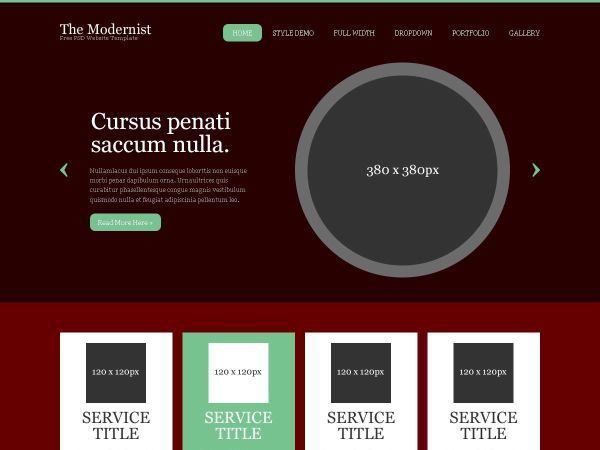 The Modernist
Free PSD Website Template
HOME STYLE DEMO FULL WIDTH DROPDOWN PORTFOLIO GALLERY
Cursus penati
saccum nulla.
Nullamlacus dui ipsum conseque loborttis non euisque
morbi penas dapibulum orna. Urnaultrices quis
curabitur phasellentesque congue magnis vestibulum
quismodo nulla et feugiat adipiscinia pellentum leo.
Read More Here »
380 x 380px
120 x 120px 120 x 120px 120 x 120px 120 x 120px
SERVICE SERVICE SERVICE SERVICE
TITLE TITLE TITLE TITLE